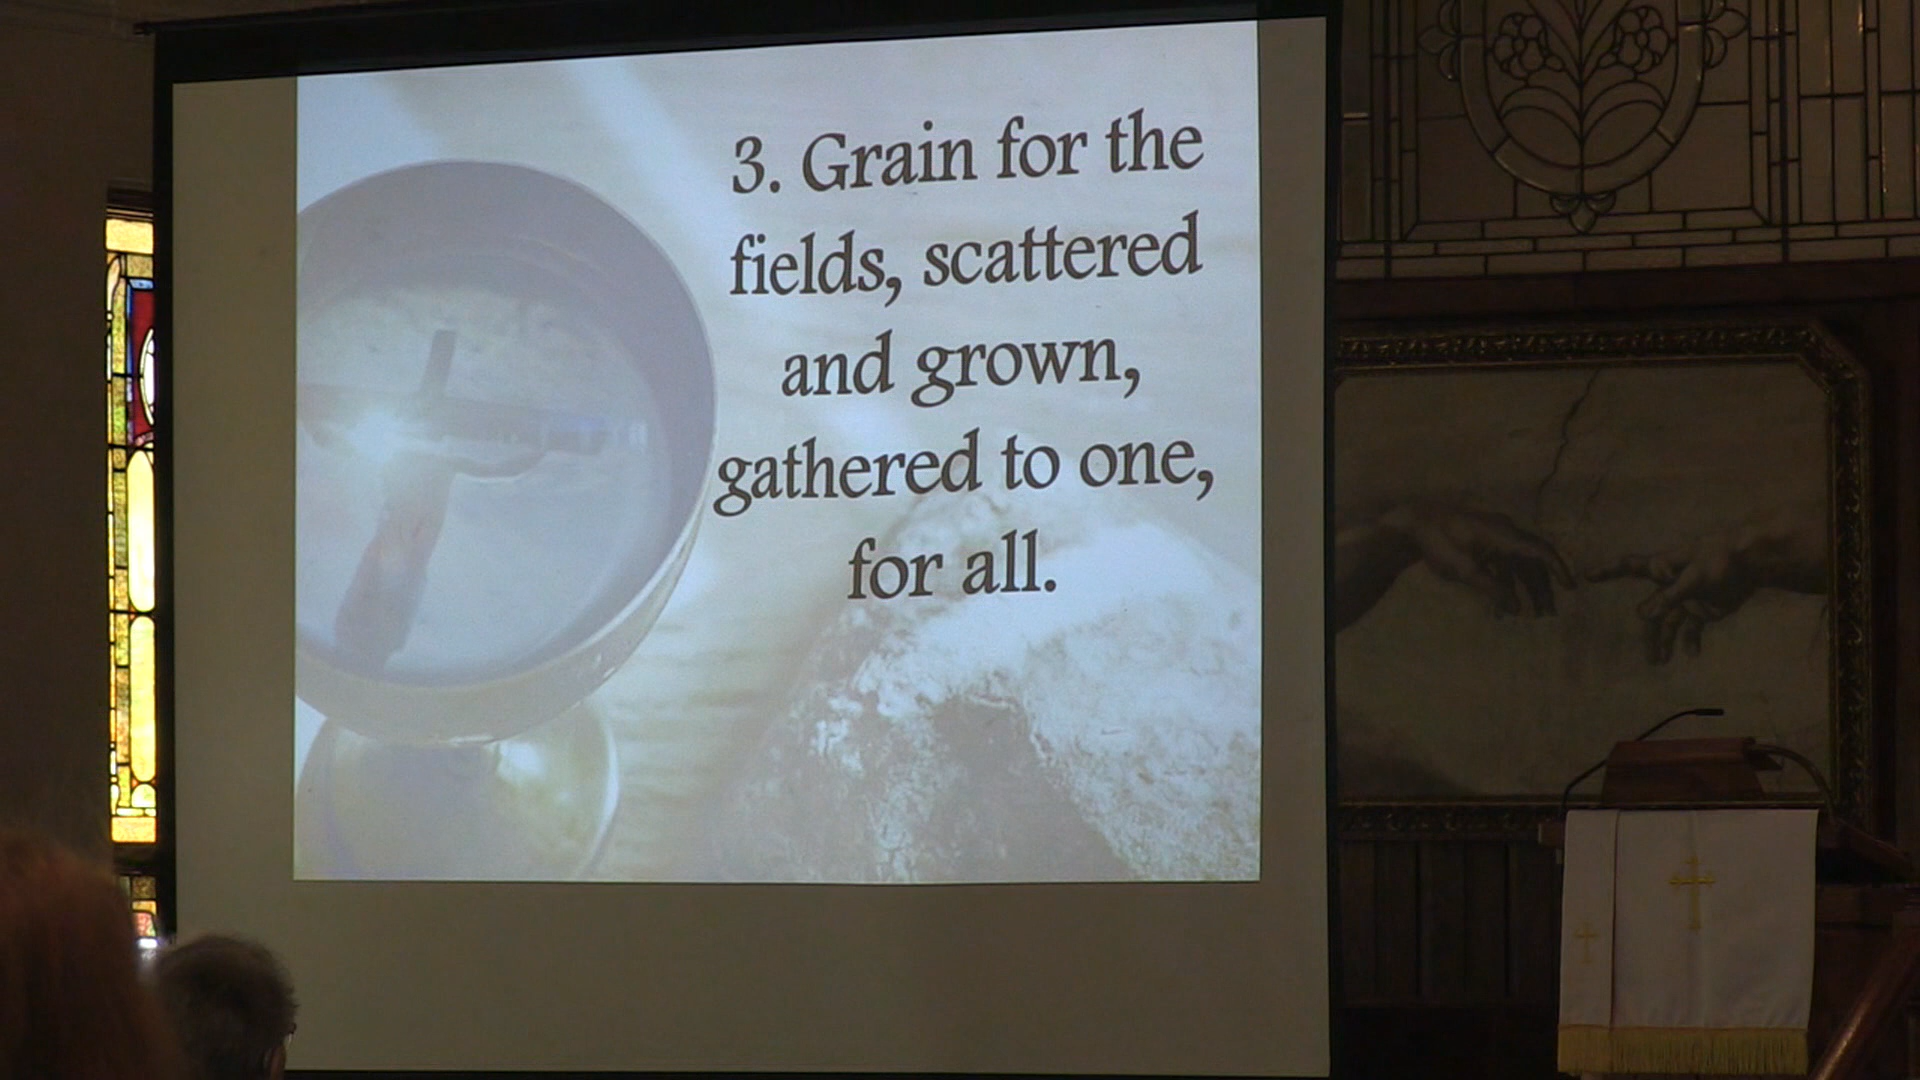 3. Grain for the
fields, scattered
and grown,
gathered to one,
for all.